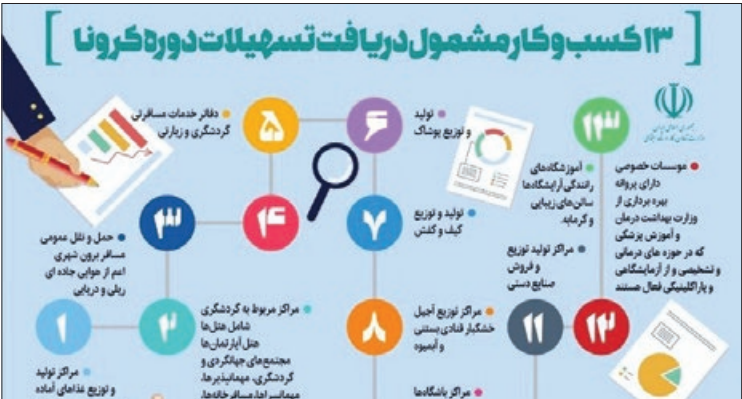 [ ۱۳ کسب‌وکار مشمول دریافت تسهیلات دوره کرونا ]
۱۳
موسسات خصوصی
دارای پروانه
بهره برداری از
وزارت بهداشت درمان
و آموزش پزشکی
که در حوزه های درمانی
و تشخیصی و از آزمایشگاهی
و پاراکلینیکی فعال هستند
آموزشگاه‌های
رانندگی آرایشگاه‌ها
سالن‌های زیبایی
و گرمابه
۱۲
۱۱
مراکز تولید توزیع
و فروش
صنایع دستی
۶
تولید
و توزیع پوشاک
۷
تولید و توزیع
کیف و کفش
۸
مراکز توزیع آجیل
خشکبار قنادی بستنی
و آبمیوه
مراکز باشگاه‌ها
۵
دفاتر خدمات مسافرتی
گردشگری و زیارتی
۴
۳
حمل و نقل عمومی
مسافر برون شهری
اعم از هوایی جاده ای
ریلی و دریایی
۲
مراکز مربوط به گردشگری
شامل هتل‌ها
هتل آپارتمان‌ها
مجتمع‌های جهانگردی و
گردشگری، مهمانپذیرها،
مهمانسراها، مسافرخانه‌ها،
۱
مراکز تولید
و توزیع غذاهای آماده